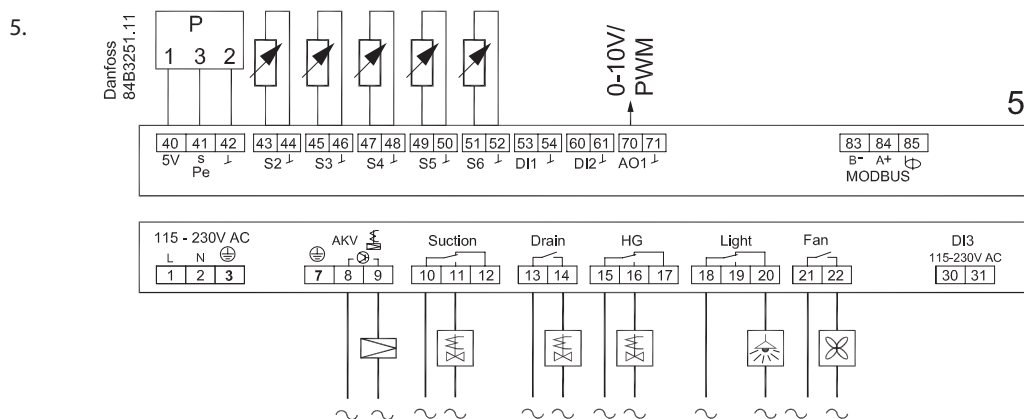 5.
Danfoss
84B3251.11
P
1 3 2
0-10V/
PWM
5
40 41 42 43 44 45 46 47 48 49 50 51 52 53 54 60 61 70 71 83 84 85
5V s S2 S3 S4 S5 S6 DI1 DI2 AO1 B- A+
Pe MODBUS
115 - 230V AC AKV Suction Drain HG Light Fan DI3
L N 115-230V AC
1 2 3 7 8 9 10 11 12 13 14 15 16 17 18 19 20 21 22 30 31